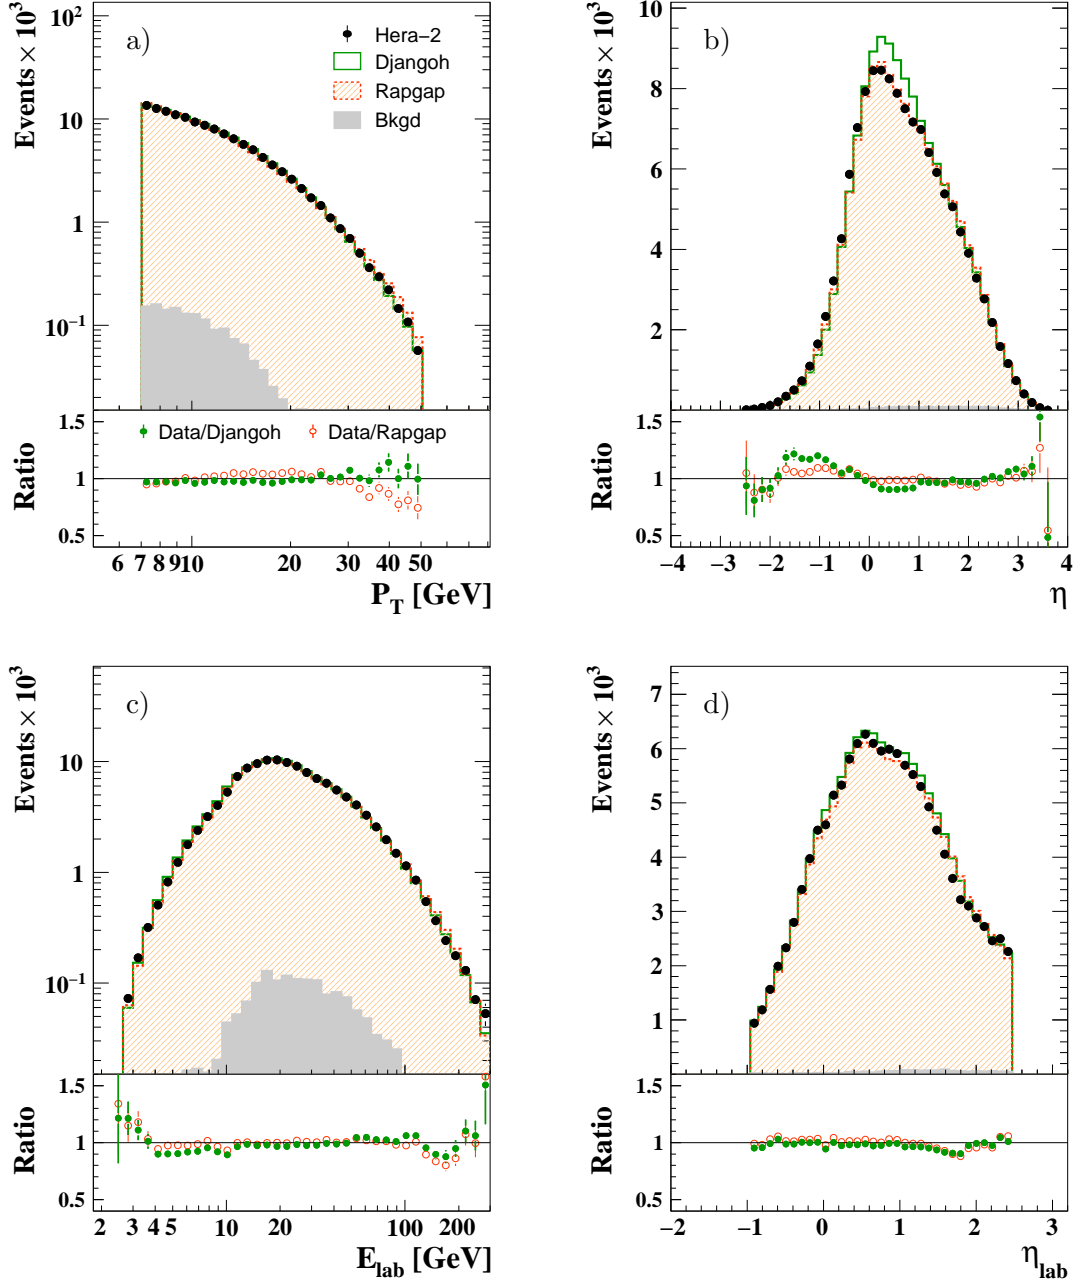 Events × 10³
10²
10
1
10⁻¹
a)
Hera−2
Djangoh
Rapgap
Bkgd
Ratio
1.5
1
0.5
Data/Djangoh
Data/Rapgap
6 7 8 9 10 20 30 40 50
P_T [GeV]
Events × 10³
10
8
6
4
2
b)
Ratio
1.5
1
0.5
−4 −3 −2 −1 0 1 2 3 4
η
Events × 10³
10
1
10⁻¹
c)
Ratio
1.5
1
0.5
2 3 4 5 10 20 100 200
E_lab [GeV]
Events × 10³
7
6
5
4
3
2
1
d)
Ratio
1.5
1
0.5
−2 −1 0 1 2 3
η_lab